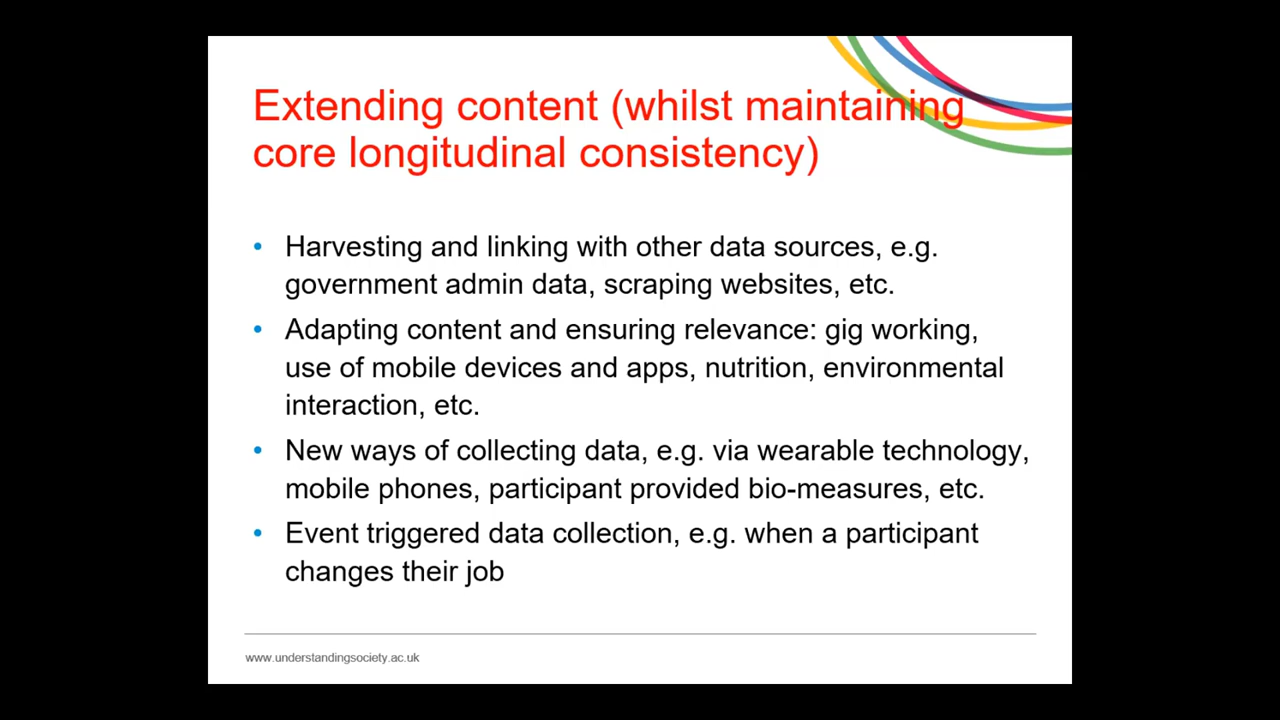 Extending content (whilst maintaining
core longitudinal consistency)
• Harvesting and linking with other data sources, e.g.
government admin data, scraping websites, etc.
• Adapting content and ensuring relevance: gig working,
use of mobile devices and apps, nutrition, environmental
interaction, etc.
• New ways of collecting data, e.g. via wearable technology,
mobile phones, participant provided bio-measures, etc.
• Event triggered data collection, e.g. when a participant
changes their job
www.understandingsociety.ac.uk